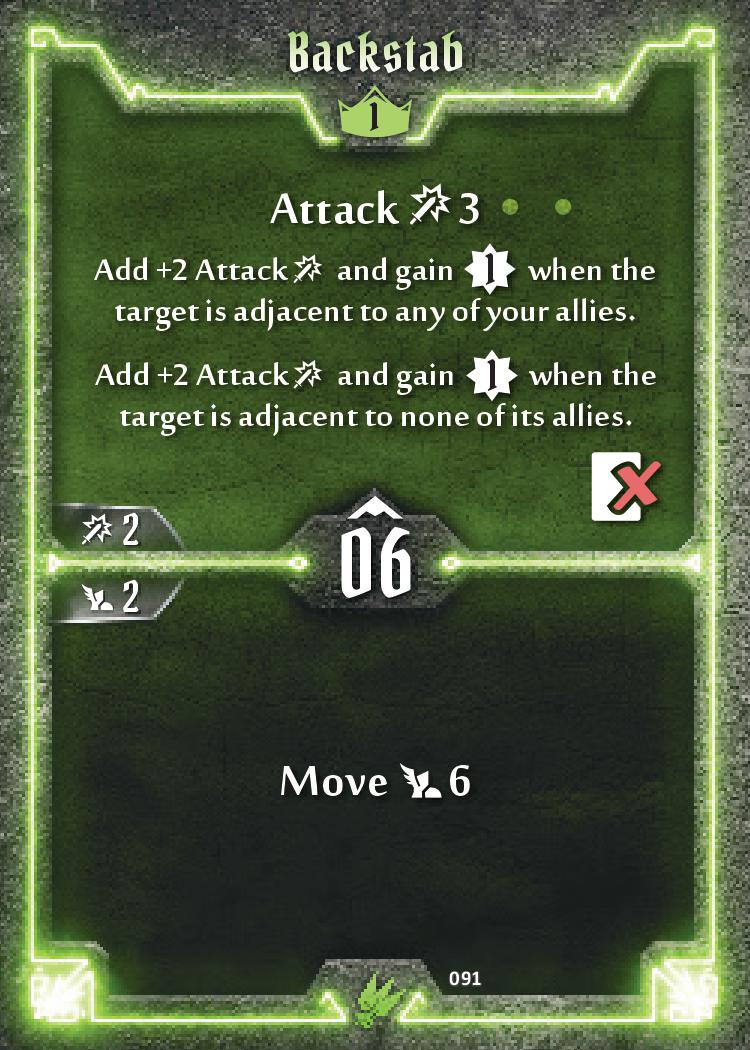 Backstab
1
Attack 3
Add +2 Attack and gain 1 when the
target is adjacent to any of your allies.
Add +2 Attack and gain 1 when the
target is adjacent to none of its allies.
2
06
2
Move 6
091